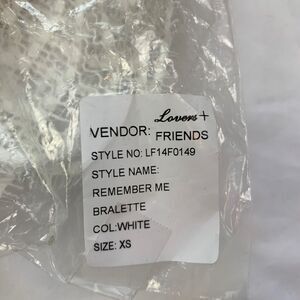 Lovers +
VENDOR: FRIENDS
STYLE NO: LF14F0149
STYLE NAME:
REMEMBER ME
BRALETTE
COL:WHITE
SIZE: XS